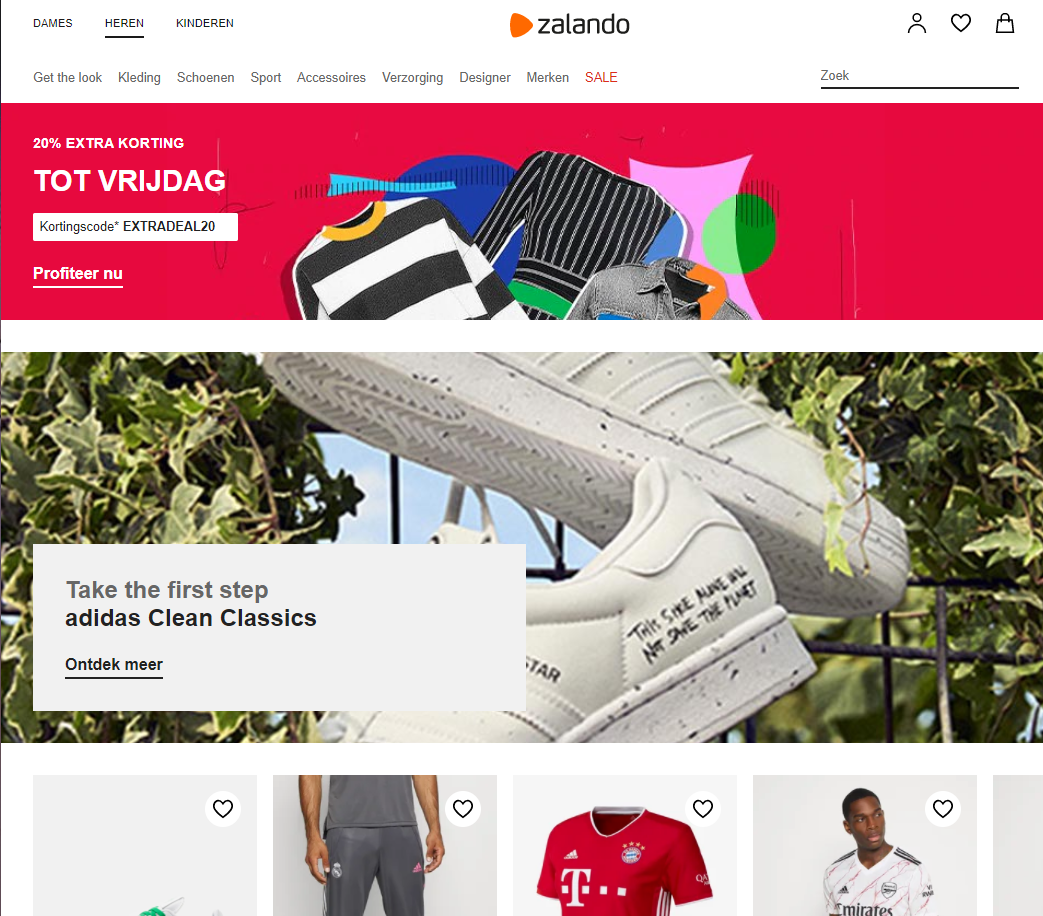 DAMES HEREN KINDEREN
zalando
Get the look Kleding Schoenen Sport Accessoires Verzorging Designer Merken SALE
Zoek
20% EXTRA KORTING
TOT VRIJDAG
Kortingscode* EXTRADEAL20
Profiteer nu
THIS SHOE ALONE WILL
NOT SAVE THE PLANET
STAR
Take the first step
adidas Clean Classics
Ontdek meer
T
Emirates